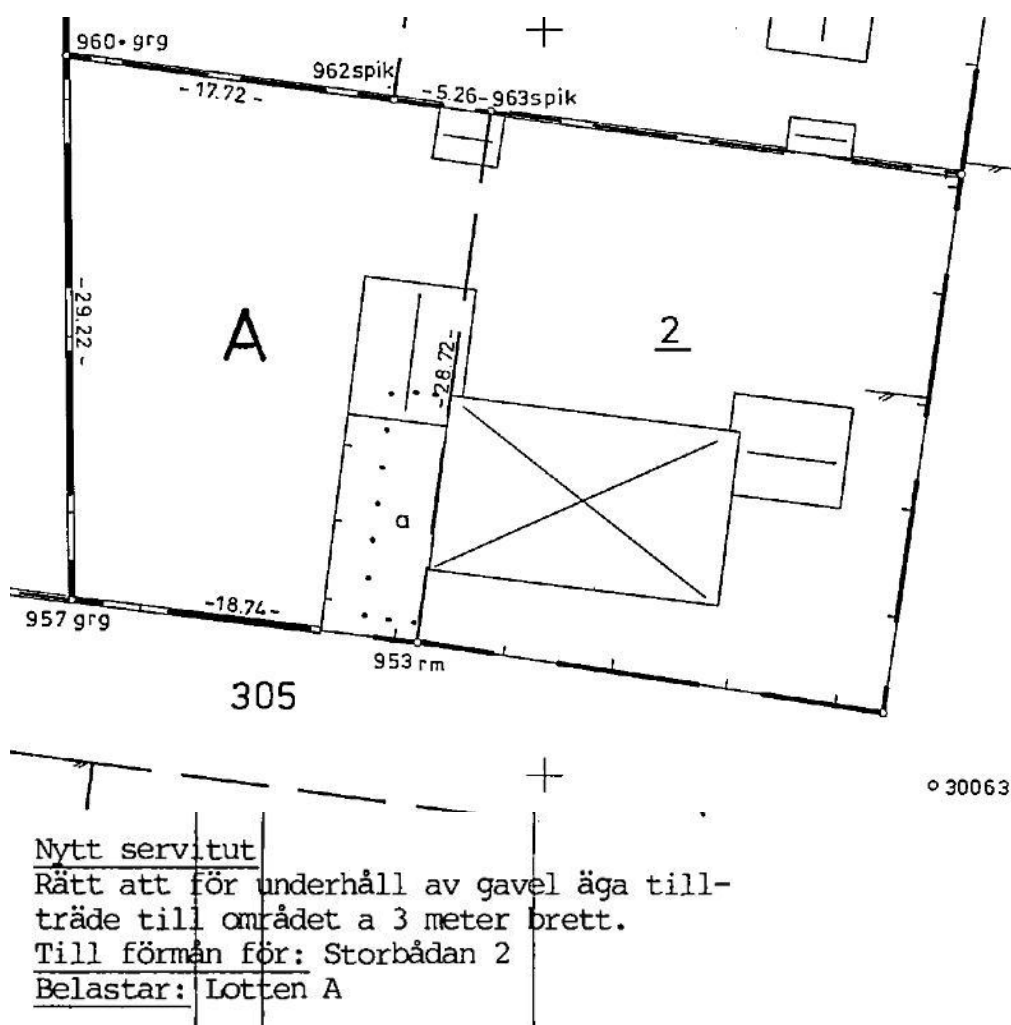 960 grg
962 spik
-17.72-
-5.26-
963 spik
-29.22-
A
-28.72-
2
a
-18.74-
957 grg
953 rm
305
30063
Nytt servitut
Rätt att för underhåll av gavel äga till-
träde till området a 3 meter brett.
Till förmån för: Storbådan 2
Belastar: Lotten A